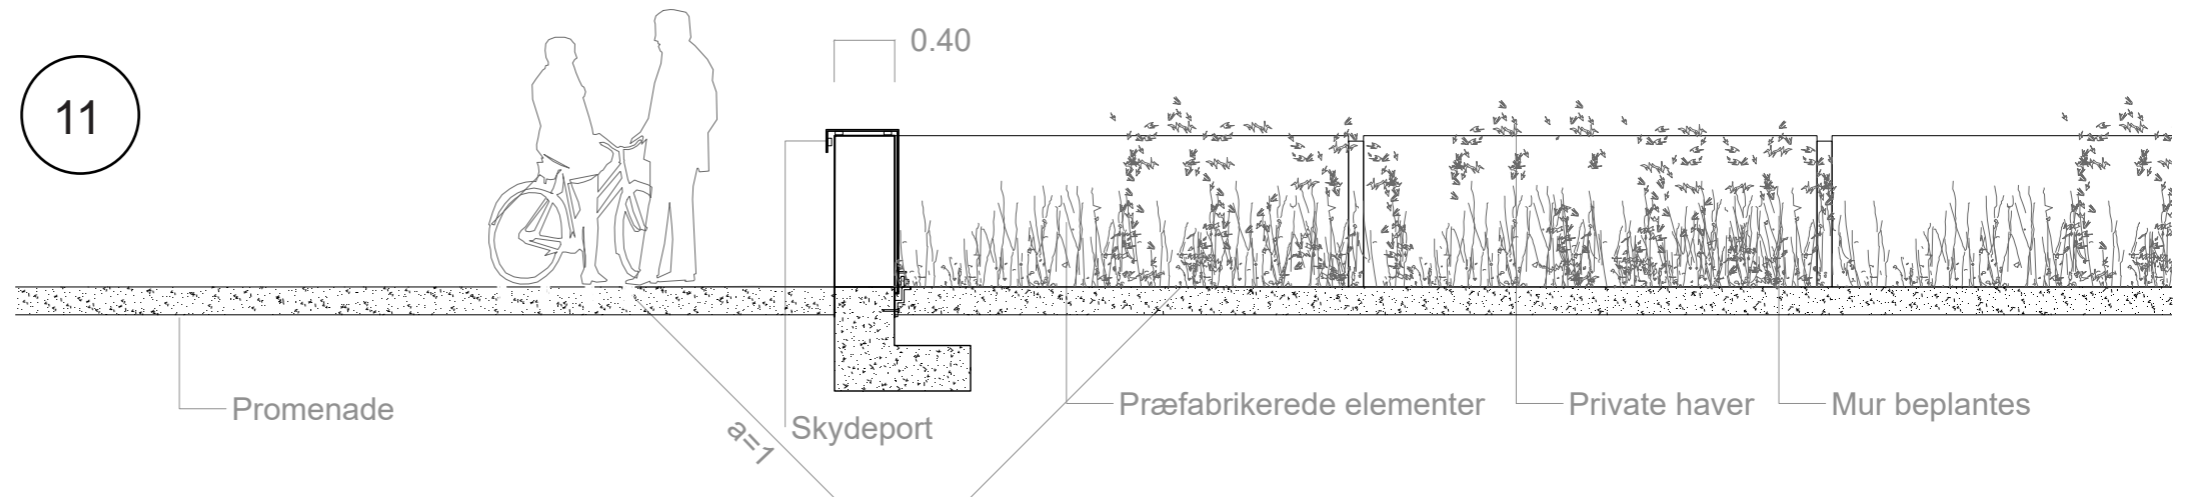 11
0.40
Promenade
a=1
Skydeport
Præfabrikerede elementer
Private haver
Mur beplantes